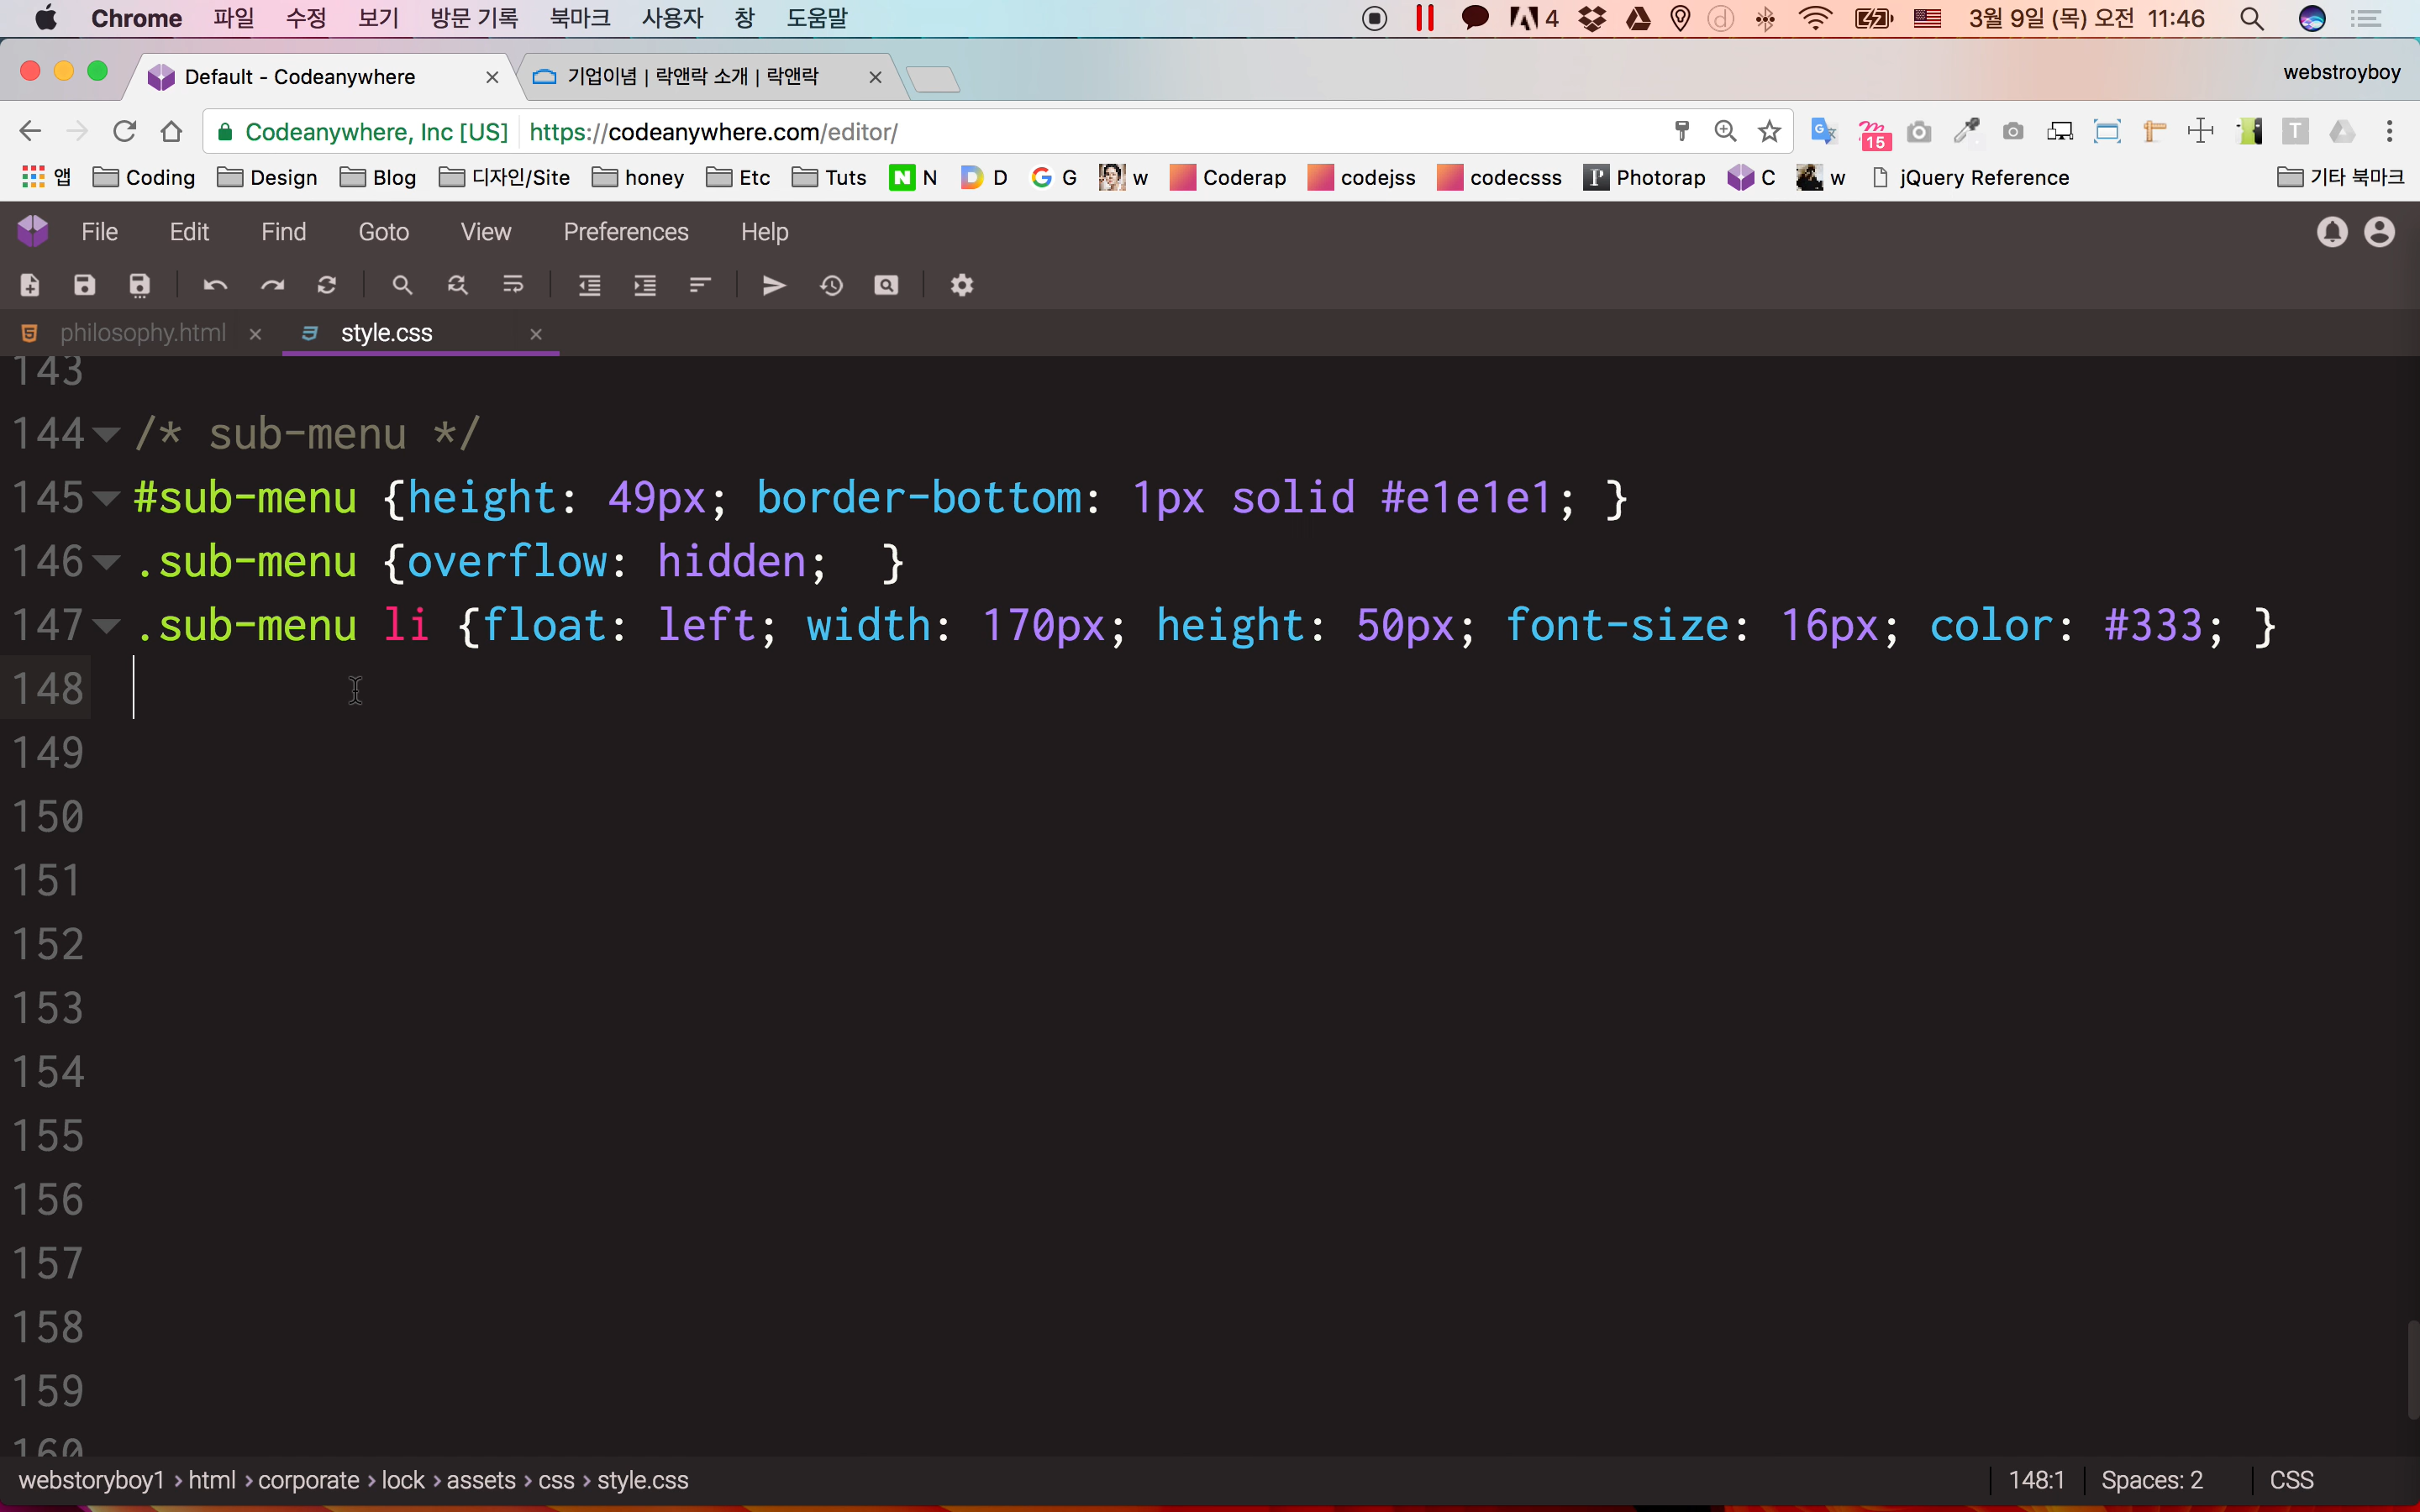 Chrome 파일 수정 보기 방문 기록 북마크 사용자 창 도움말 4 3월 9일 (목) 오전 11:46
Default - Codeanywhere 기업이념 | 락앤락 소개 | 락앤락 webstroyboy
Codeanywhere, Inc [US] https://codeanywhere.com/editor/ 15
앱 Coding Design Blog 디자인/Site honey Etc Tuts N D G w Coderap codejss codecsss Photorap C w jQuery Reference 기타 북마크
File Edit Find Goto View Preferences Help
philosophy.html style.css
143
144 /* sub-menu */
145 #sub-menu {height: 49px; border-bottom: 1px solid #e1e1e1; }
146 .sub-menu {overflow: hidden;  }
147 .sub-menu li {float: left; width: 170px; height: 50px; font-size: 16px; color: #333; }
148
149
150
151
152
153
154
155
156
157
158
159
160
webstoryboy1 > html > corporate > lock > assets > css > style.css 148:1 Spaces: 2 CSS